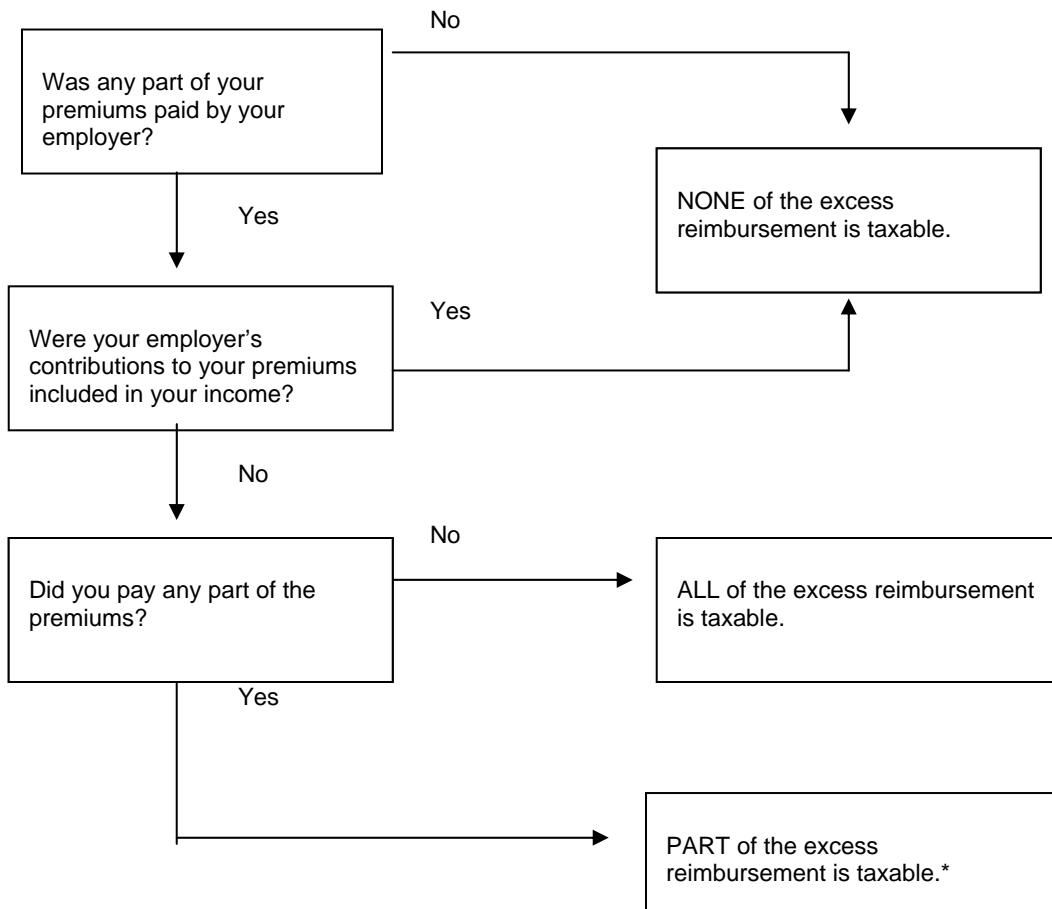 No
Was any part of your
premiums paid by your
employer?
NONE of the excess
reimbursement is taxable.
Yes
Yes
Were your employer’s
contributions to your premiums
included in your income?
No
No
Did you pay any part of the
premiums?
ALL of the excess reimbursement
is taxable.
Yes
PART of the excess
reimbursement is taxable.*